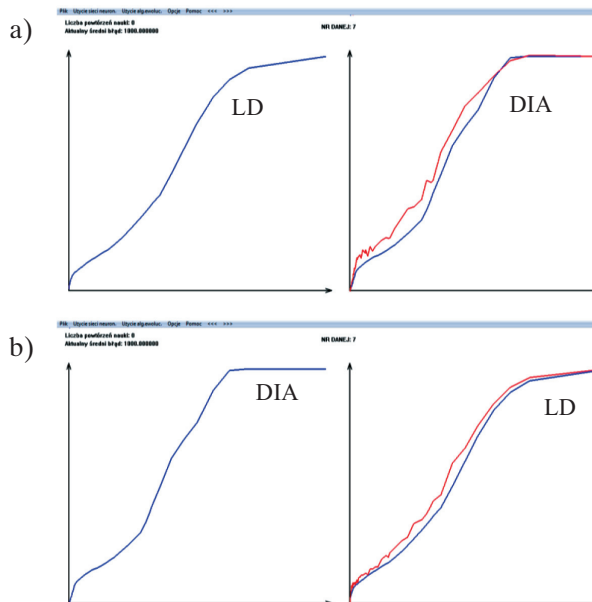 a)
Plik Użycie sieci neuron. Użycie alg.ewoluc. Opcje Pomoc <<< >>>
Liczba powtórzeń nauki: 0
Aktualny średni błąd: 1000.000000
NR DANEJ: 7
LD
DIA
b)
Plik Użycie sieci neuron. Użycie alg.ewoluc. Opcje Pomoc <<< >>>
Liczba powtórzeń nauki: 0
Aktualny średni błąd: 1000.000000
NR DANEJ: 7
DIA
LD